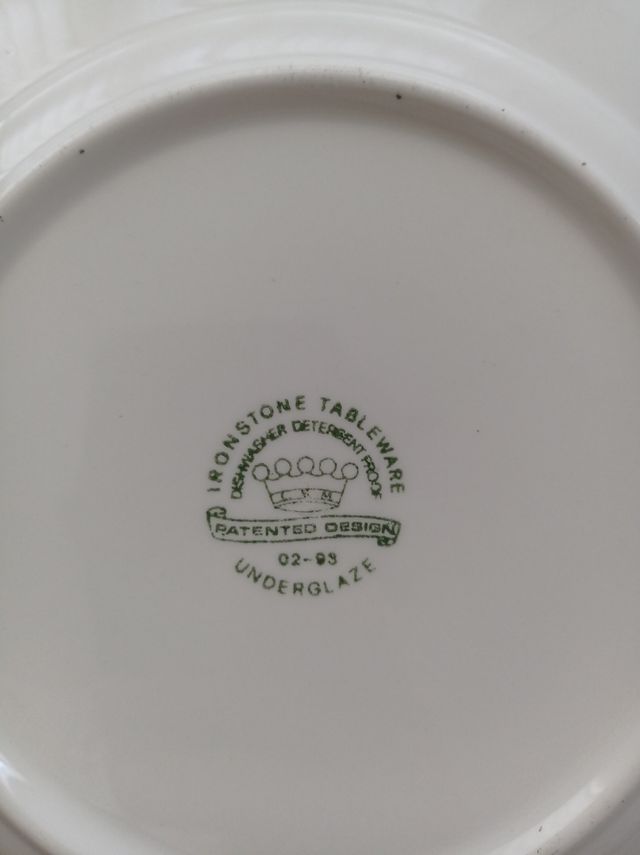 IRONSTONE TABLEWARE
DISHWASHER DETERGENT PROOF
PATENTED DESIGN
02-93
UNDERGLAZE